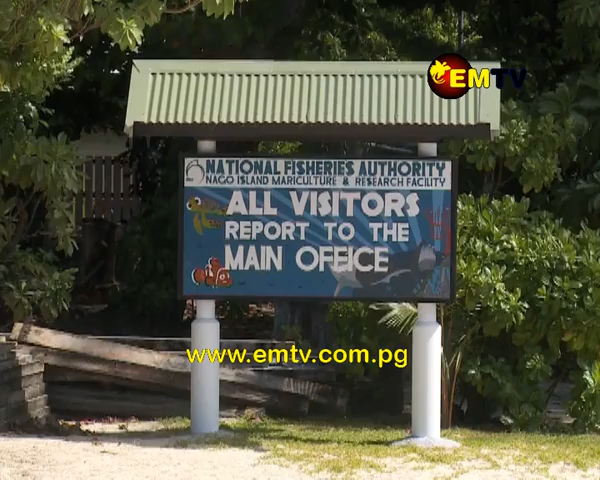 EMTV
NATIONAL FISHERIES AUTHORITY
NAGO ISLAND MARICULTURE & RESEARCH FACILITY
ALL VISITORS
REPORT TO THE
MAIN OFFICE
www.emtv.com.pg